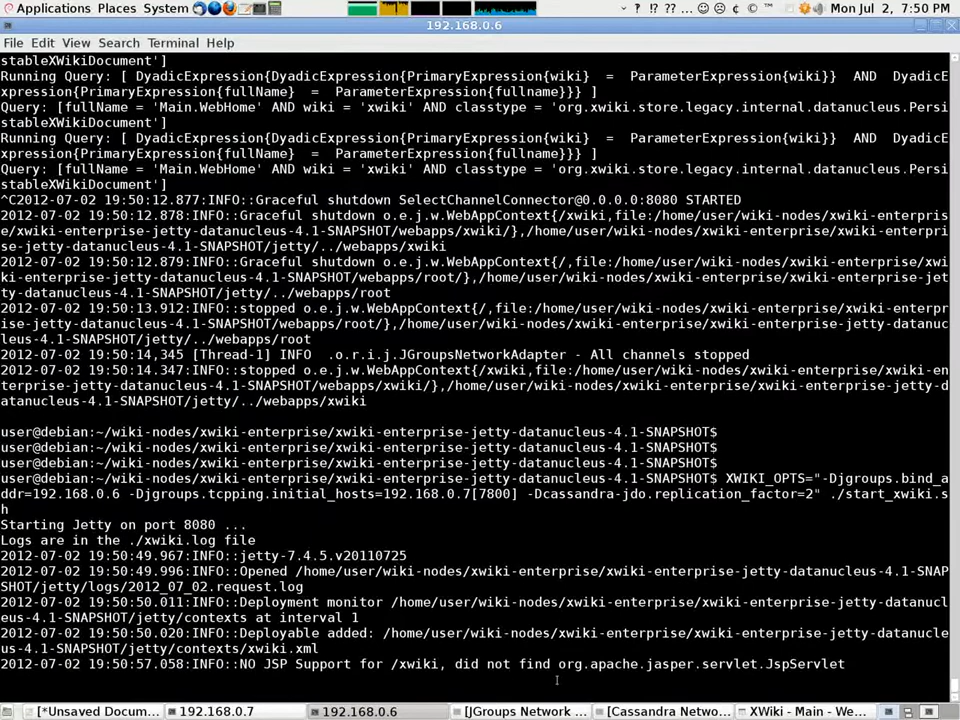 Applications Places System ? !? ?? ... Mon Jul 2, 7:50 PM
192.168.0.6
File Edit View Search Terminal Help
stableXWikiDocument']
Running Query: [ DyadicExpression{DyadicExpression{PrimaryExpression{wiki} = ParameterExpression{wiki}} AND DyadicE
xpression{PrimaryExpression{fullName} = ParameterExpression{fullname}}} ]
Query: [fullName = 'Main.WebHome' AND wiki = 'xwiki' AND classtype = 'org.xwiki.store.legacy.internal.datanucleus.Persi
stableXWikiDocument']
Running Query: [ DyadicExpression{DyadicExpression{PrimaryExpression{wiki} = ParameterExpression{wiki}} AND DyadicE
xpression{PrimaryExpression{fullName} = ParameterExpression{fullname}}} ]
Query: [fullName = 'Main.WebHome' AND wiki = 'xwiki' AND classtype = 'org.xwiki.store.legacy.internal.datanucleus.Persi
stableXWikiDocument']
^C2012-07-02 19:50:12.877:INFO::Graceful shutdown SelectChannelConnector@0.0.0.0:8080 STARTED
2012-07-02 19:50:12.878:INFO::Graceful shutdown o.e.j.w.WebAppContext{/xwiki,file:/home/user/wiki-nodes/xwiki-enterpris
e/xwiki-enterprise-jetty-datanucleus-4.1-SNAPSHOT/webapps/xwiki/},/home/user/wiki-nodes/xwiki-enterprise/xwiki-enterpri
se-jetty-datanucleus-4.1-SNAPSHOT/jetty/../webapps/xwiki
2012-07-02 19:50:12.879:INFO::Graceful shutdown o.e.j.w.WebAppContext{/,file:/home/user/wiki-nodes/xwiki-enterprise/xwi
ki-enterprise-jetty-datanucleus-4.1-SNAPSHOT/webapps/root/},/home/user/wiki-nodes/xwiki-enterprise/xwiki-enterprise-jet
ty-datanucleus-4.1-SNAPSHOT/jetty/../webapps/root
2012-07-02 19:50:13.912:INFO::stopped o.e.j.w.WebAppContext{/,file:/home/user/wiki-nodes/xwiki-enterprise/xwiki-enterpr
ise-jetty-datanucleus-4.1-SNAPSHOT/webapps/root/},/home/user/wiki-nodes/xwiki-enterprise/xwiki-enterprise-jetty-datanuc
leus-4.1-SNAPSHOT/jetty/../webapps/root
2012-07-02 19:50:14,345 [Thread-1] INFO .o.r.i.j.JGroupsNetworkAdapter - All channels stopped
2012-07-02 19:50:14.347:INFO::stopped o.e.j.w.WebAppContext{/xwiki,file:/home/user/wiki-nodes/xwiki-enterprise/xwiki-en
terprise-jetty-datanucleus-4.1-SNAPSHOT/webapps/xwiki/},/home/user/wiki-nodes/xwiki-enterprise/xwiki-enterprise-jetty-d
atanucleus-4.1-SNAPSHOT/jetty/../webapps/xwiki
user@debian:~/wiki-nodes/xwiki-enterprise/xwiki-enterprise-jetty-datanucleus-4.1-SNAPSHOT$
user@debian:~/wiki-nodes/xwiki-enterprise/xwiki-enterprise-jetty-datanucleus-4.1-SNAPSHOT$
user@debian:~/wiki-nodes/xwiki-enterprise/xwiki-enterprise-jetty-datanucleus-4.1-SNAPSHOT$
user@debian:~/wiki-nodes/xwiki-enterprise/xwiki-enterprise-jetty-datanucleus-4.1-SNAPSHOT$ XWIKI_OPTS="-Djgroups.bind_a
ddr=192.168.0.6 -Djgroups.tcpping.initial_hosts=192.168.0.7[7800] -Dcassandra-jdo.replication_factor=2" ./start_xwiki.s
h
Starting Jetty on port 8080 ...
Logs are in the ./xwiki.log file
2012-07-02 19:50:49.967:INFO::jetty-7.4.5.v20110725
2012-07-02 19:50:49.996:INFO::Opened /home/user/wiki-nodes/xwiki-enterprise/xwiki-enterprise-jetty-datanucleus-4.1-SNAP
SHOT/jetty/logs/2012_07_02.request.log
2012-07-02 19:50:50.011:INFO::Deployment monitor /home/user/wiki-nodes/xwiki-enterprise/xwiki-enterprise-jetty-datanucl
eus-4.1-SNAPSHOT/jetty/contexts at interval 1
2012-07-02 19:50:50.020:INFO::Deployable added: /home/user/wiki-nodes/xwiki-enterprise/xwiki-enterprise-jetty-datanucle
us-4.1-SNAPSHOT/jetty/contexts/xwiki.xml
2012-07-02 19:50:57.058:INFO::NO JSP Support for /xwiki, did not find org.apache.jasper.servlet.JspServlet
[*Unsaved Docum... 192.168.0.7 192.168.0.6 [JGroups Network ... [Cassandra Networ... XWiki - Main - We...